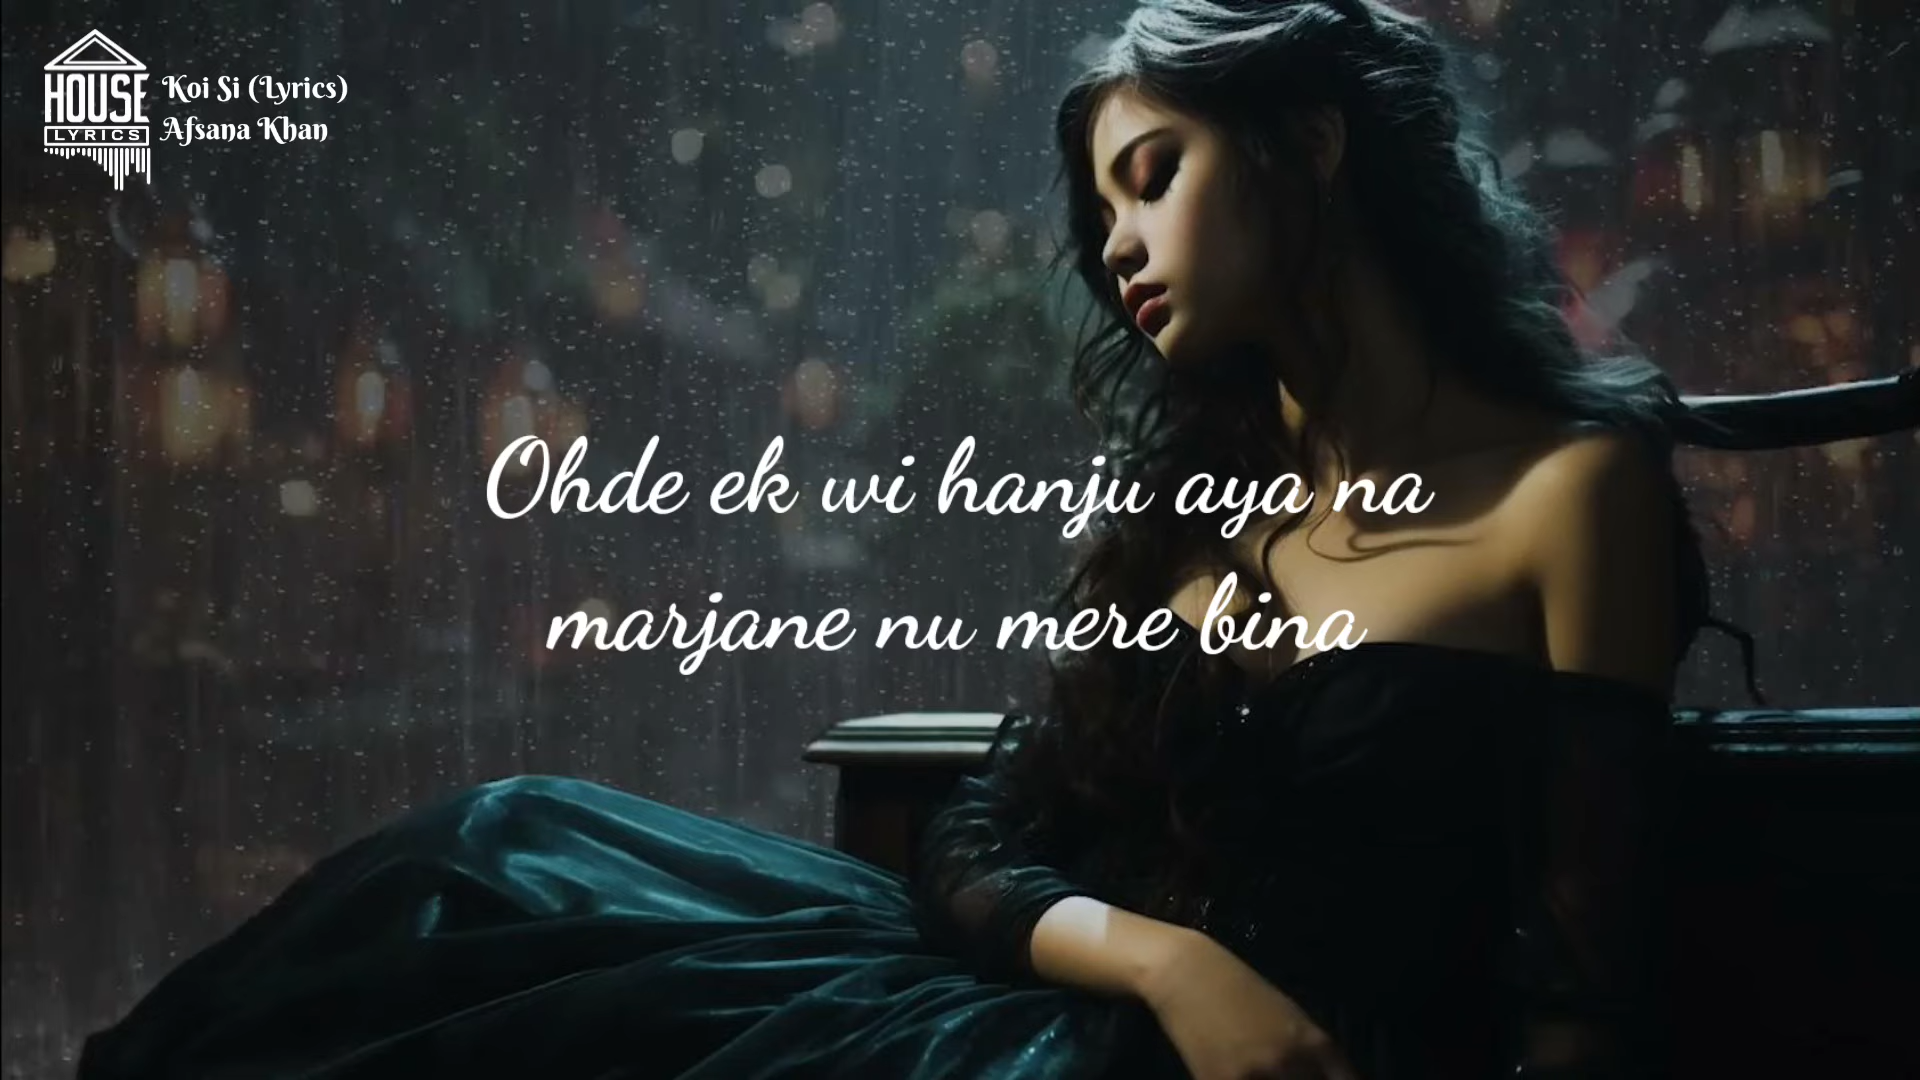 HOUSE
LYRICS
Koi Si (Lyrics)
Afsana Khan
Ohde ek wi hanju aya na
marjane nu mere bina